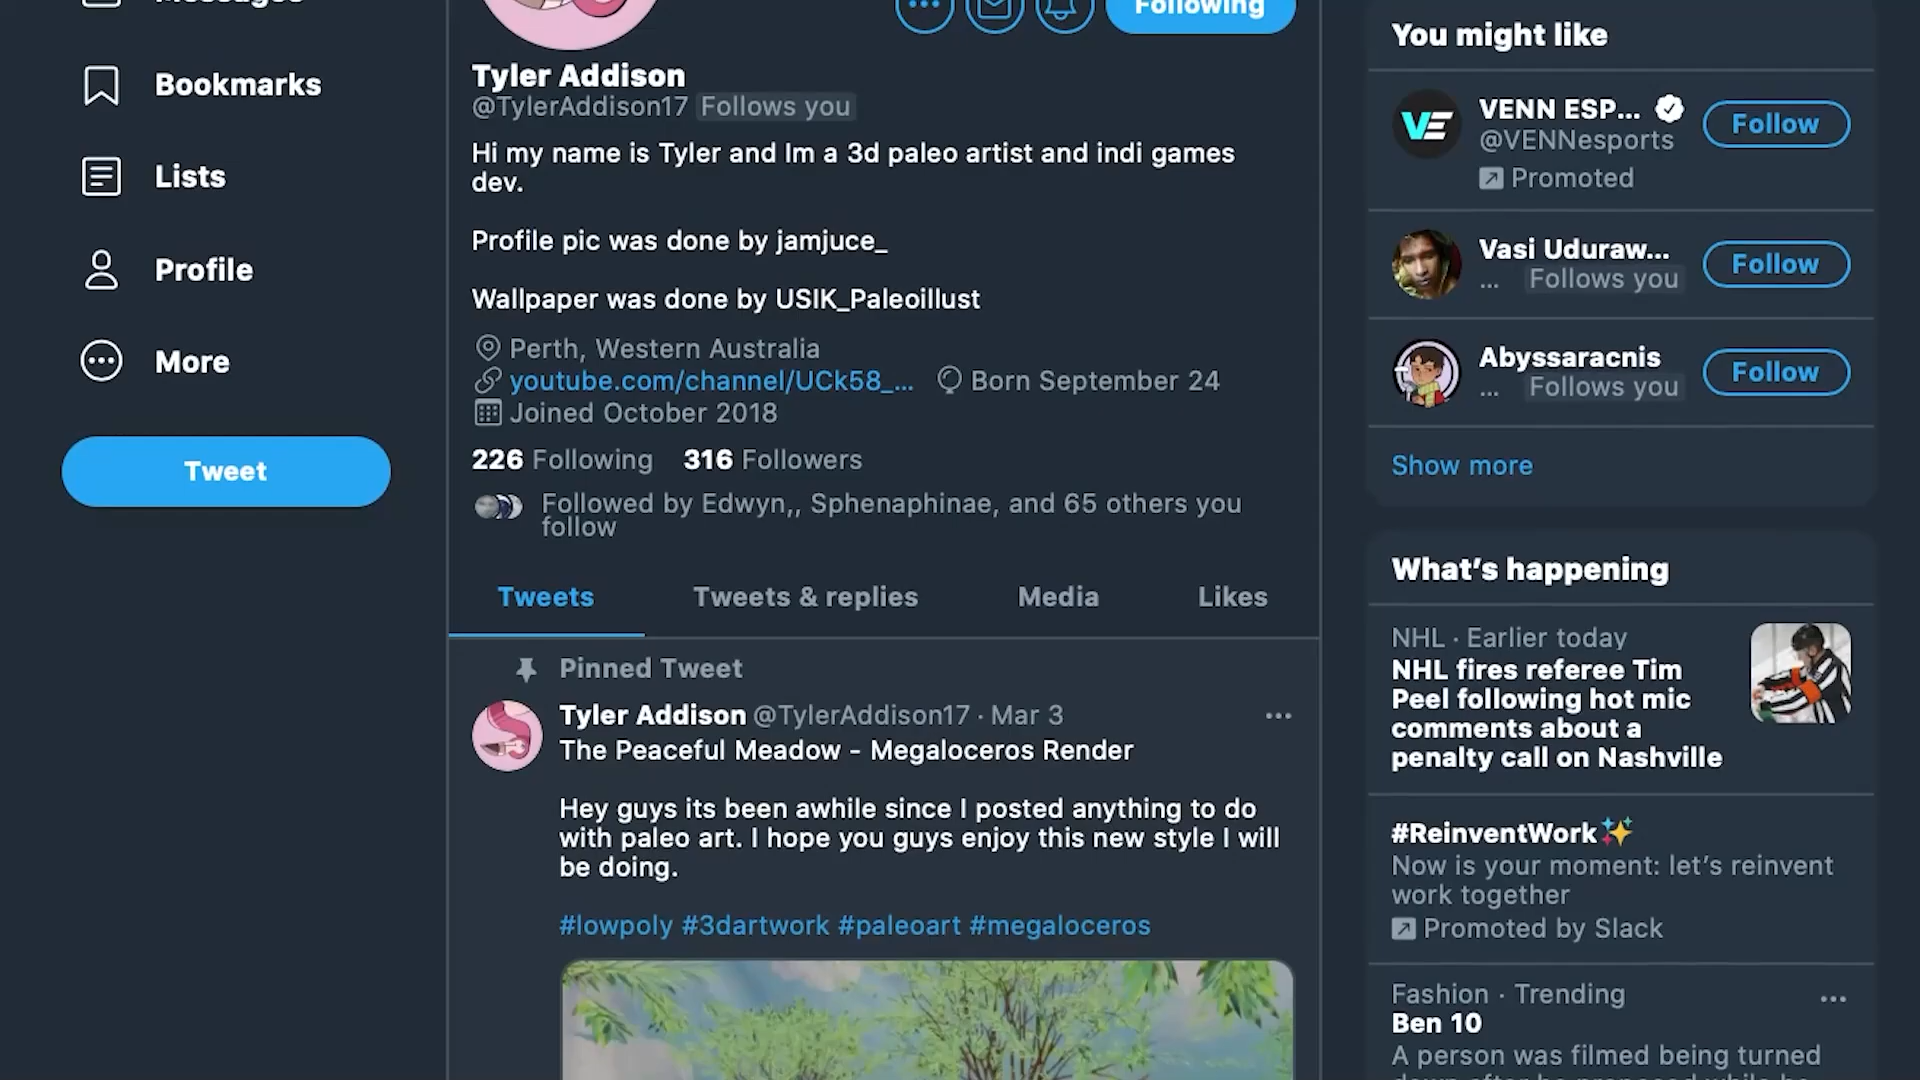 Messages
Bookmarks
Lists
Profile
More
Tweet
Following
Tyler Addison
@TylerAddison17 Follows you
Hi my name is Tyler and Im a 3d paleo artist and indi games
dev.
Profile pic was done by jamjuce_
Wallpaper was done by USIK_Paleoillust
Perth, Western Australia
youtube.com/channel/UCk58_... Born September 24
Joined October 2018
226 Following 316 Followers
Followed by Edwyn,, Sphenaphinae, and 65 others you
follow
Tweets Tweets & replies Media Likes
Pinned Tweet
Tyler Addison @TylerAddison17 · Mar 3
The Peaceful Meadow - Megaloceros Render
Hey guys its been awhile since I posted anything to do
with paleo art. I hope you guys enjoy this new style I will
be doing.
#lowpoly #3dartwork #paleoart #megaloceros
You might like
VENN ESP...
@VENNesports
Promoted
Follow
Vasi Uduraw...
... Follows you
Follow
Abyssaracnis
... Follows you
Follow
Show more
What's happening
NHL · Earlier today
NHL fires referee Tim
Peel following hot mic
comments about a
penalty call on Nashville
#ReinventWork✨
Now is your moment: let's reinvent
work together
Promoted by Slack
Fashion · Trending
Ben 10
A person was filmed being turned